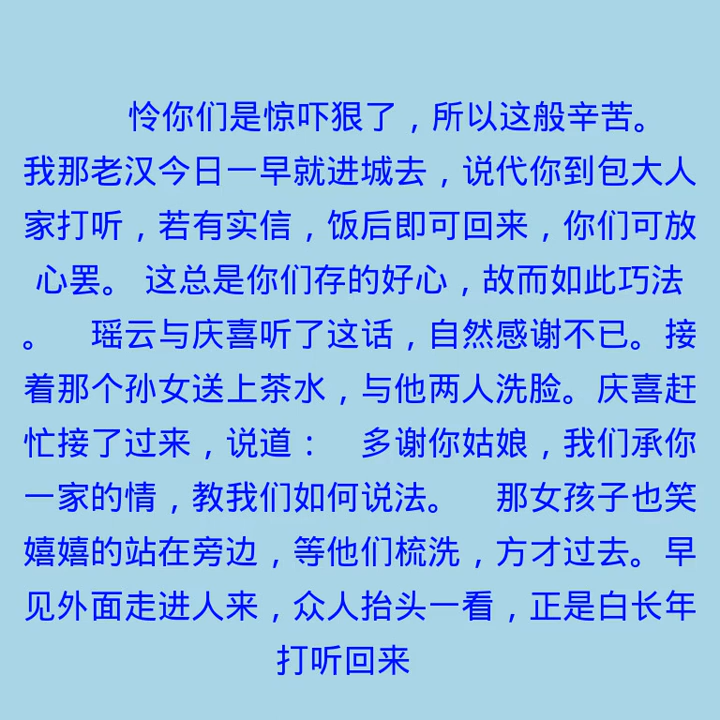 怜你们是惊吓狠了，所以这般辛苦。
我那老汉今日一早就进城去，说代你到包大人
家打听，若有实信，饭后即可回来，你们可放
心罢。 这总是你们存的好心，故而如此巧法
。 瑶云与庆喜听了这话，自然感谢不已。接
着那个孙女送上茶水，与他两人洗脸。庆喜赶
忙接了过来，说道： 多谢你姑娘，我们承你
一家的情，教我们如何说法。 那女孩子也笑
嬉嬉的站在旁边，等他们梳洗，方才过去。早
见外面走进人来，众人抬头一看，正是白长年
打听回来